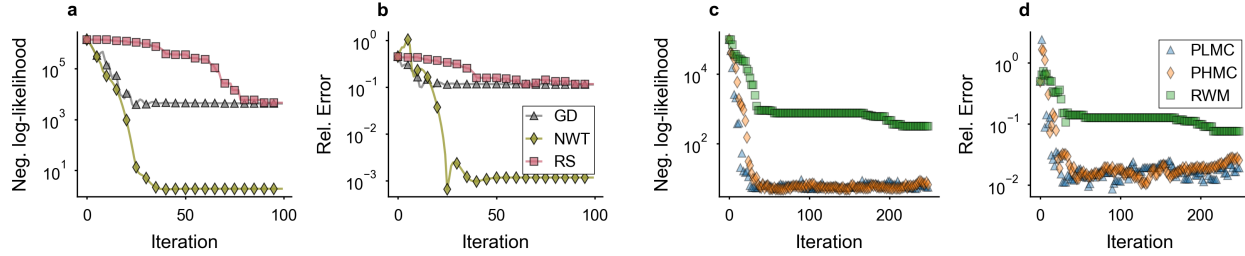 a
Neg. log-likelihood
10^5
10^3
10^1
0 50 100
Iteration
b
Rel. Error
10^0
10^−1
10^−2
10^−3
GD
NWT
RS
0 50 100
Iteration
c
Neg. log-likelihood
10^4
10^2
0 100 200
Iteration
d
Rel. Error
10^0
10^−1
10^−2
PLMC
PHMC
RWM
0 100 200
Iteration